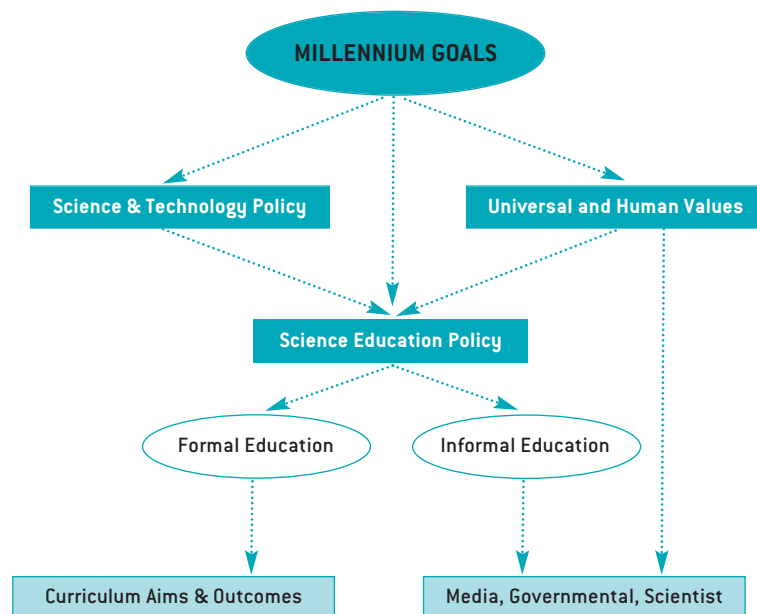 MILLENNIUM GOALS
Science & Technology Policy
Universal and Human Values
Science Education Policy
Formal Education
Informal Education
Curriculum Aims & Outcomes
Media, Governmental, Scientist